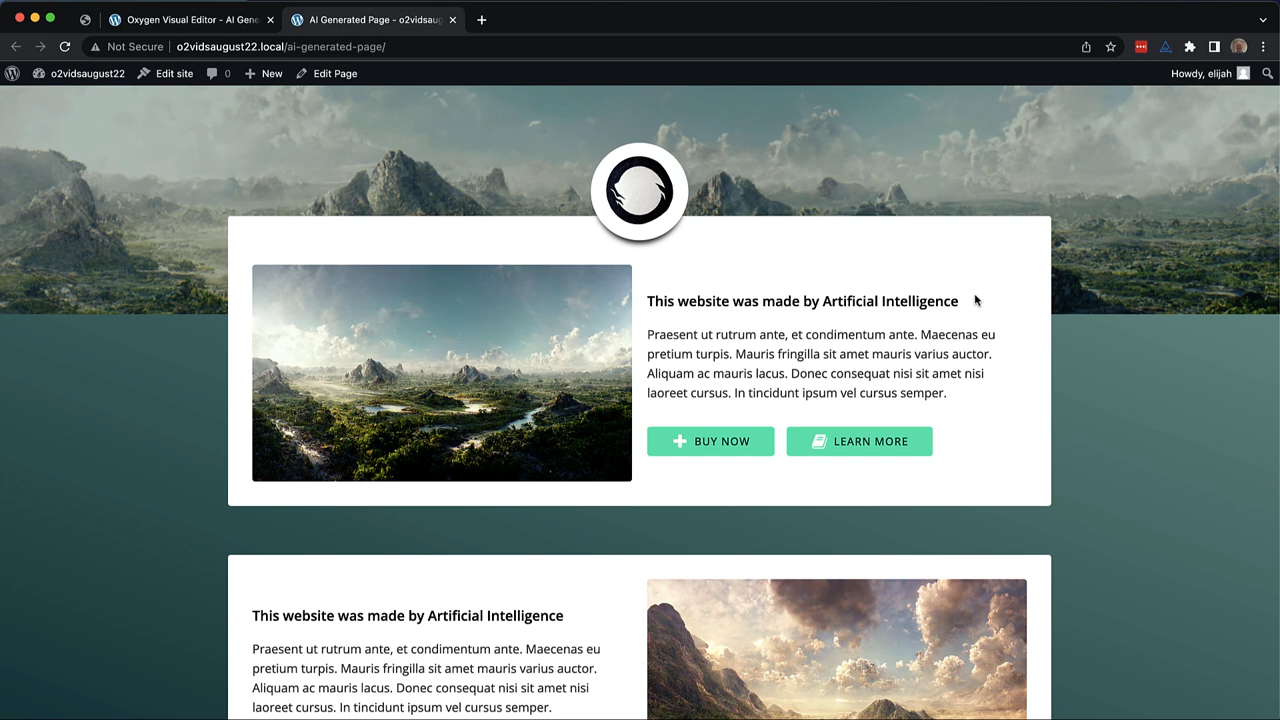 Oxygen Visual Editor - AI Gene
AI Generated Page - o2vidsaug
Not Secure
o2vidsaugust22.local/ai-generated-page/
o2vidsaugust22
Edit site
0
New
Edit Page
Howdy, elijah
This website was made by Artificial Intelligence
Praesent ut rutrum ante, et condimentum ante. Maecenas eu
pretium turpis. Mauris fringilla sit amet mauris varius auctor.
Aliquam ac mauris lacus. Donec consequat nisi sit amet nisi
laoreet cursus. In tincidunt ipsum vel cursus semper.
BUY NOW
LEARN MORE
This website was made by Artificial Intelligence
Praesent ut rutrum ante, et condimentum ante. Maecenas eu
pretium turpis. Mauris fringilla sit amet mauris varius auctor.
Aliquam ac mauris lacus. Donec consequat nisi sit amet nisi
laoreet cursus. In tincidunt ipsum vel cursus semper.